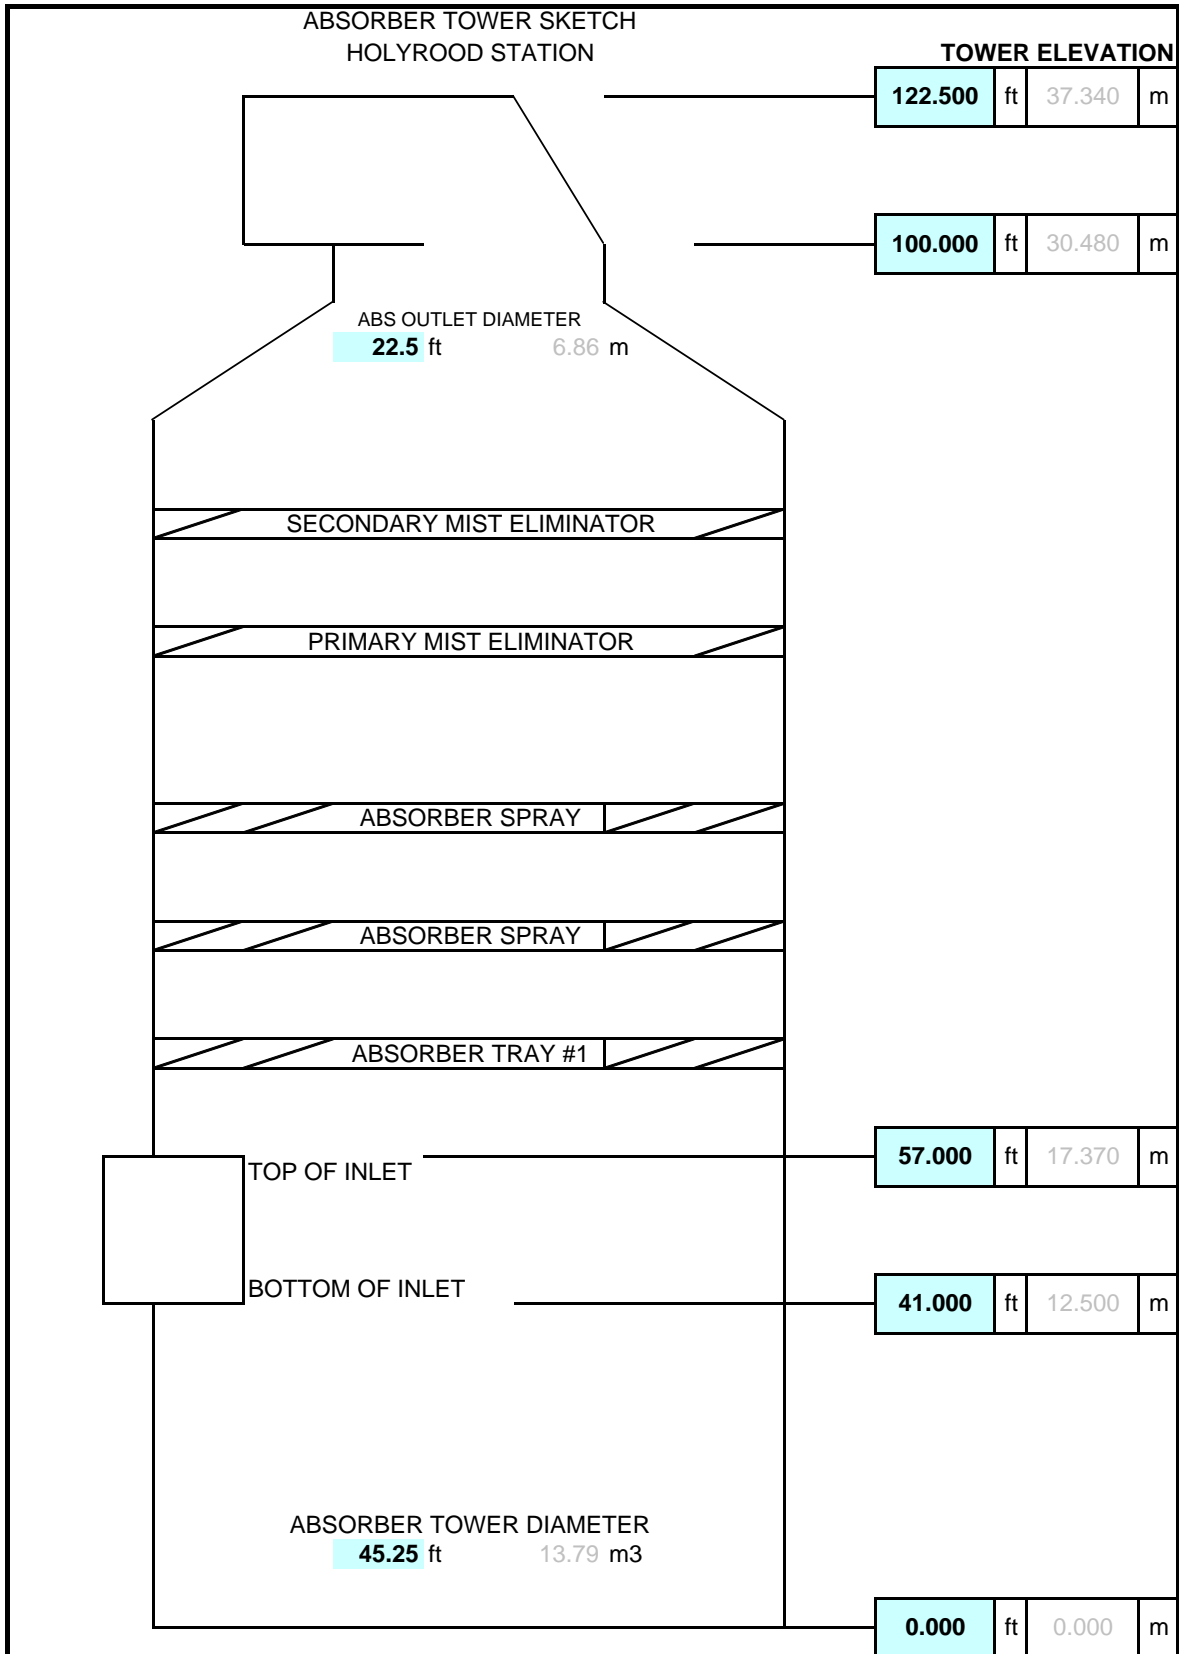 ABSORBER TOWER SKETCH
HOLYROOD STATION
TOWER ELEVATION
122.500 ft 37.340 m
100.000 ft 30.480 m
ABS OUTLET DIAMETER
22.5 ft 6.86 m
SECONDARY MIST ELIMINATOR
PRIMARY MIST ELIMINATOR
ABSORBER SPRAY
ABSORBER SPRAY
ABSORBER TRAY #1
57.000 ft 17.370 m
TOP OF INLET
BOTTOM OF INLET
41.000 ft 12.500 m
ABSORBER TOWER DIAMETER
45.25 ft 13.79 m3
0.000 ft 0.000 m